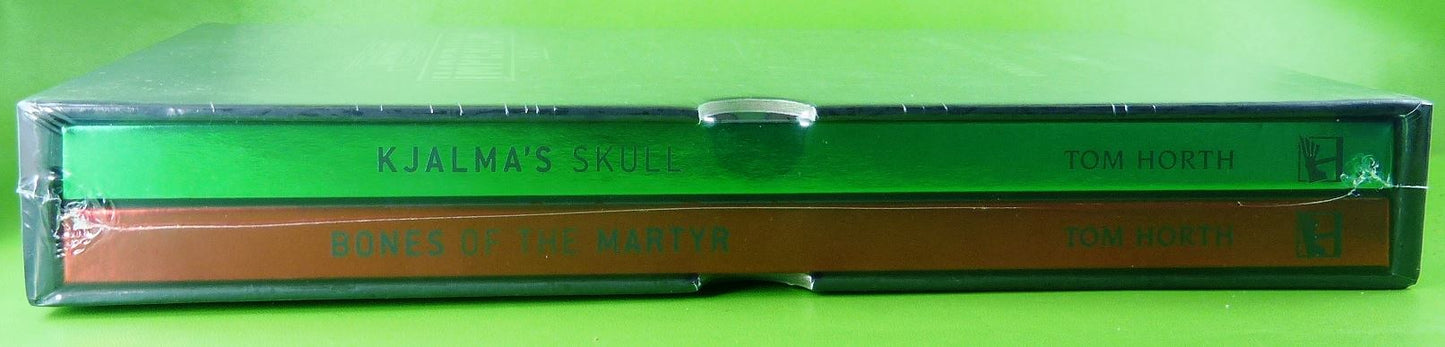 KJALMA'S SKULL TOM HORTH
BONES OF THE MARTYR TOM HORTH